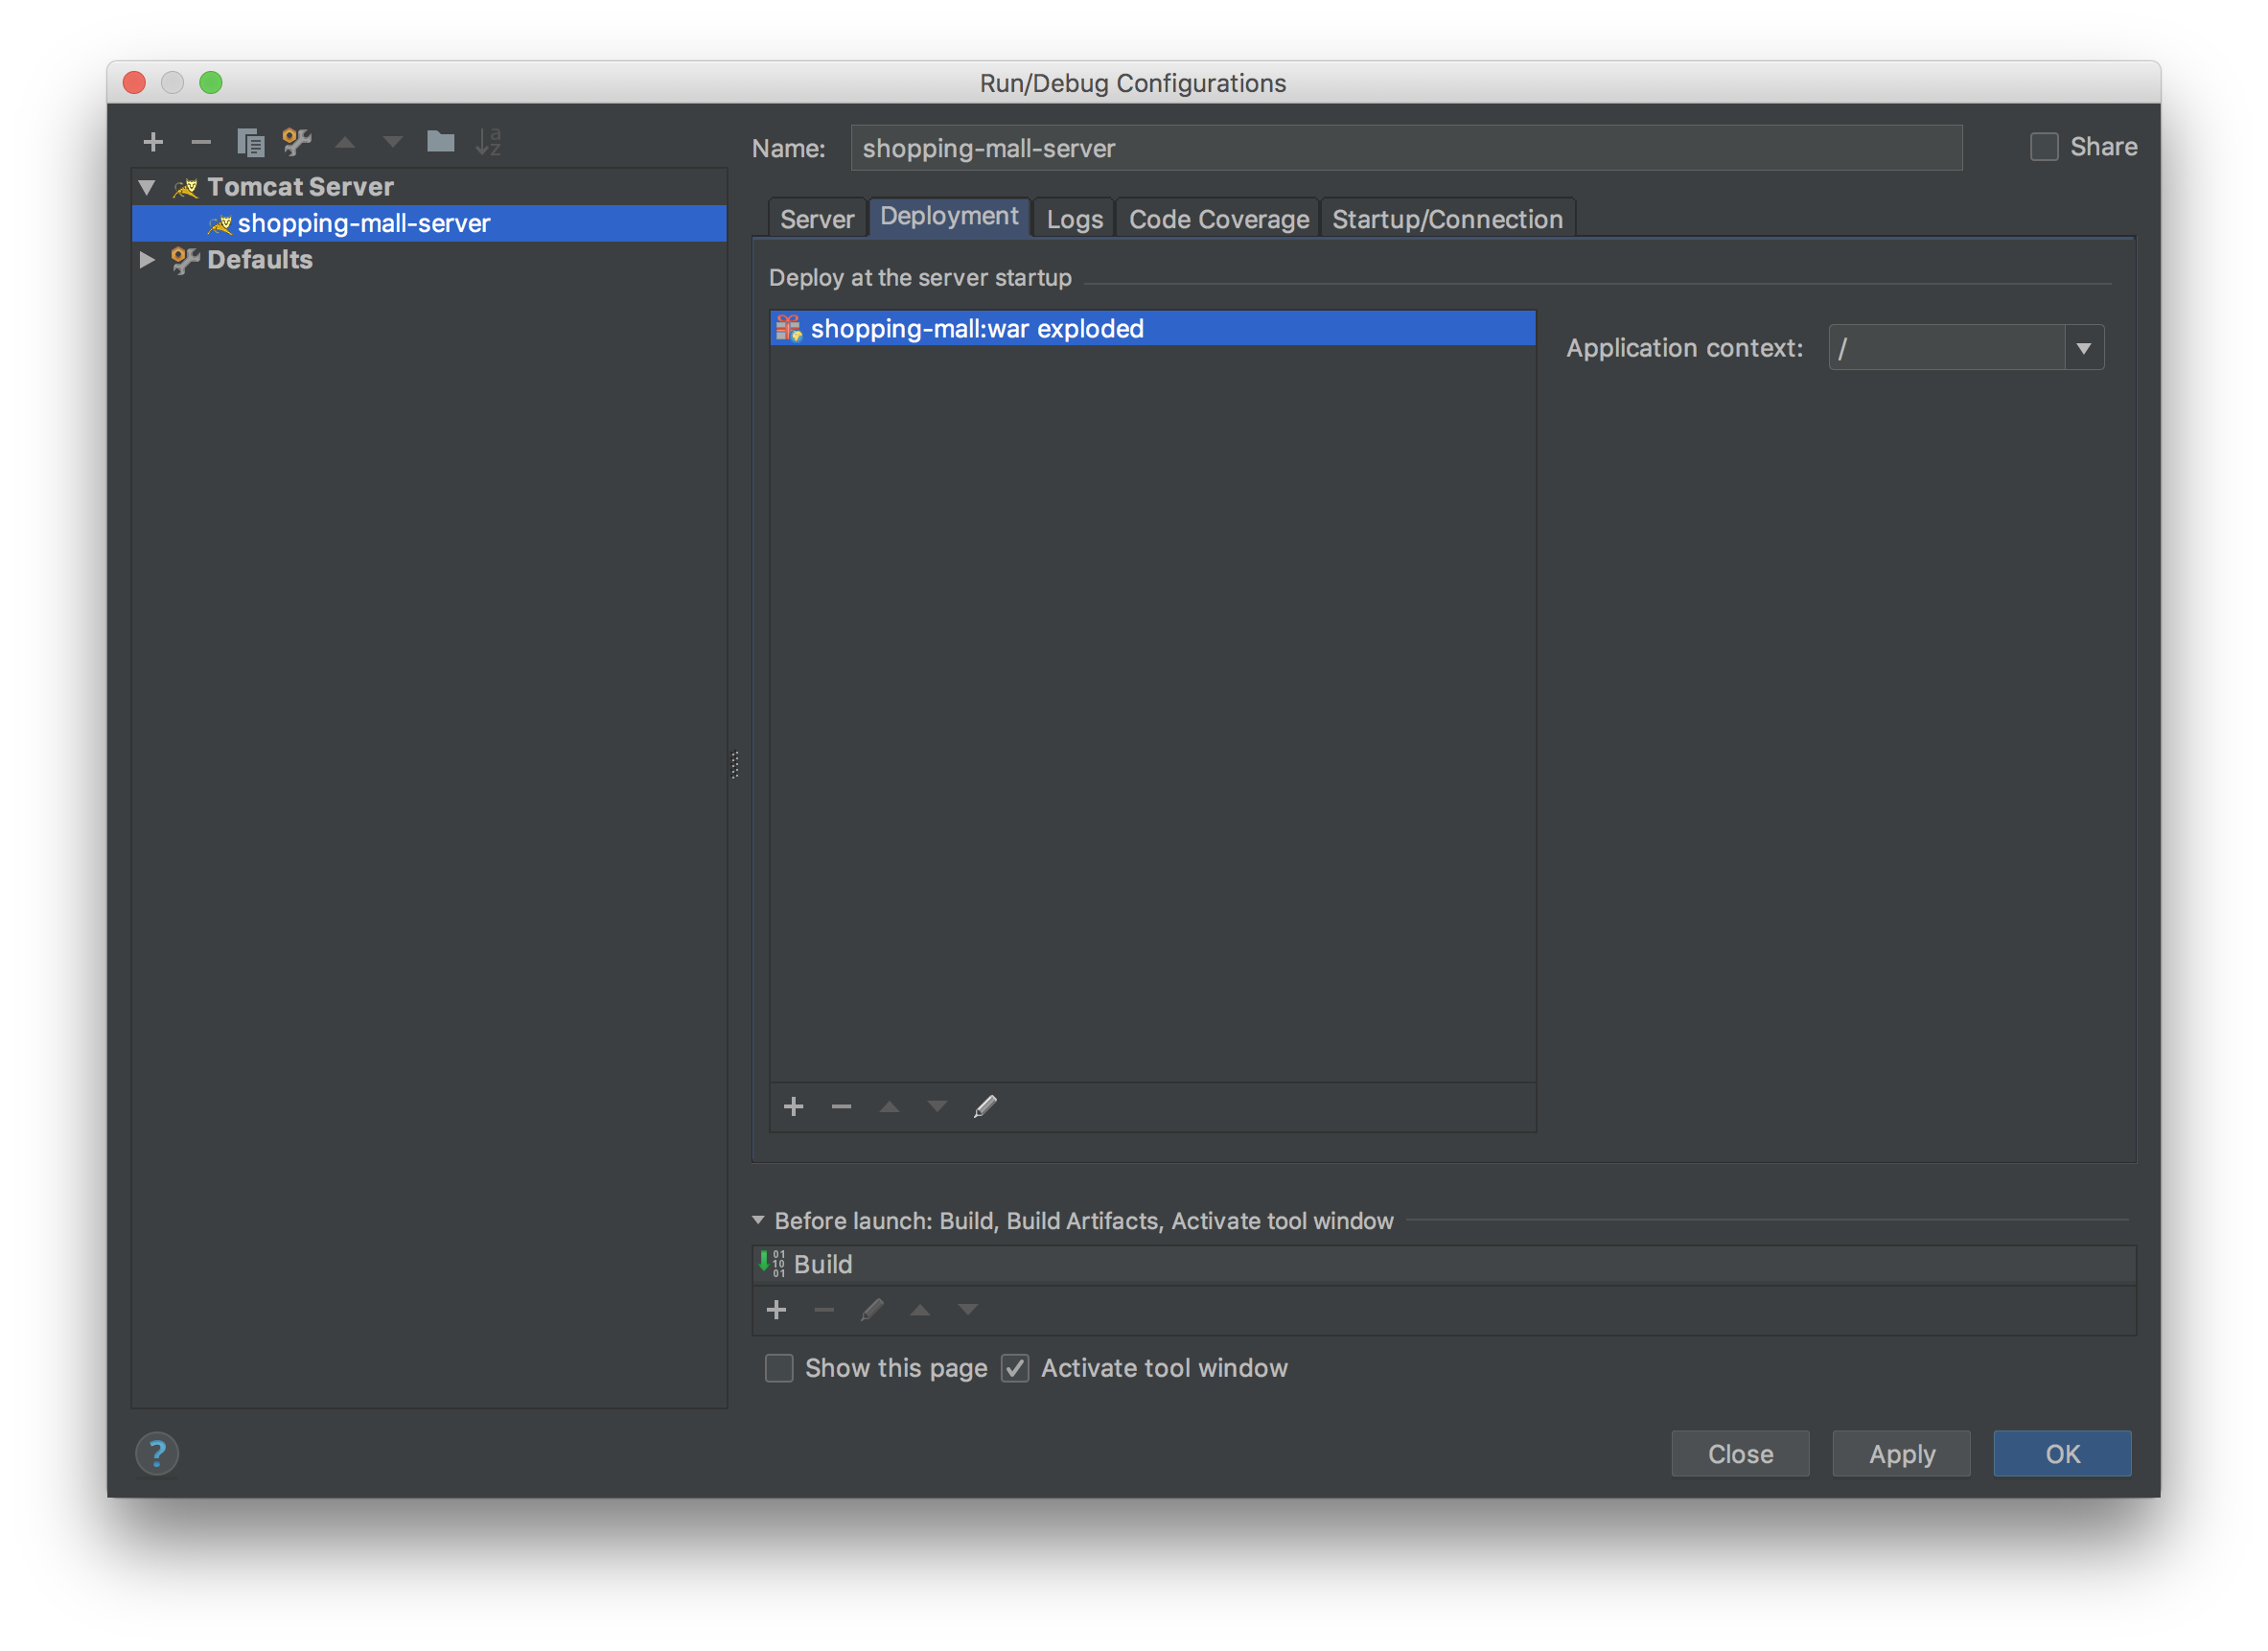 Run/Debug Configurations
Name: shopping-mall-server
Share
Tomcat Server
shopping-mall-server
Defaults
Server Deployment Logs Code Coverage Startup/Connection
Deploy at the server startup
shopping-mall:war exploded
Application context: /
Before launch: Build, Build Artifacts, Activate tool window
Build
Show this page Activate tool window
? Close Apply OK